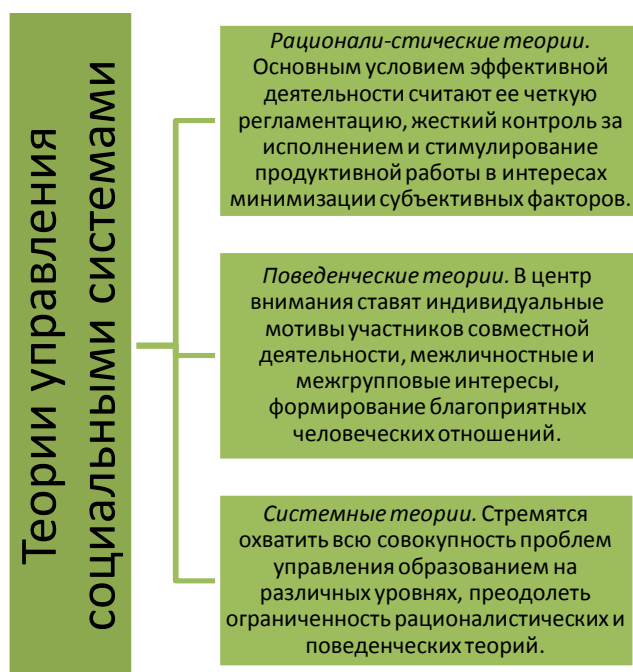 Теории управления
социальными системами
Рационали-стические теории.
Основным условием эффективной
деятельности считают ее четкую
регламентацию, жесткий контроль за
исполнением и стимулирование
продуктивной работы в интересах
минимизации субъективных факторов.
Поведенческие теории. В центр
внимания ставят индивидуальные
мотивы участников совместной
деятельности, межличностные и
межгрупповые интересы,
формирование благоприятных
человеческих отношений.
Системные теории. Стремятся
охватить всю совокупность проблем
управления образованием на
различных уровнях, преодолеть
ограниченность рационалистических и
поведенческих теорий.